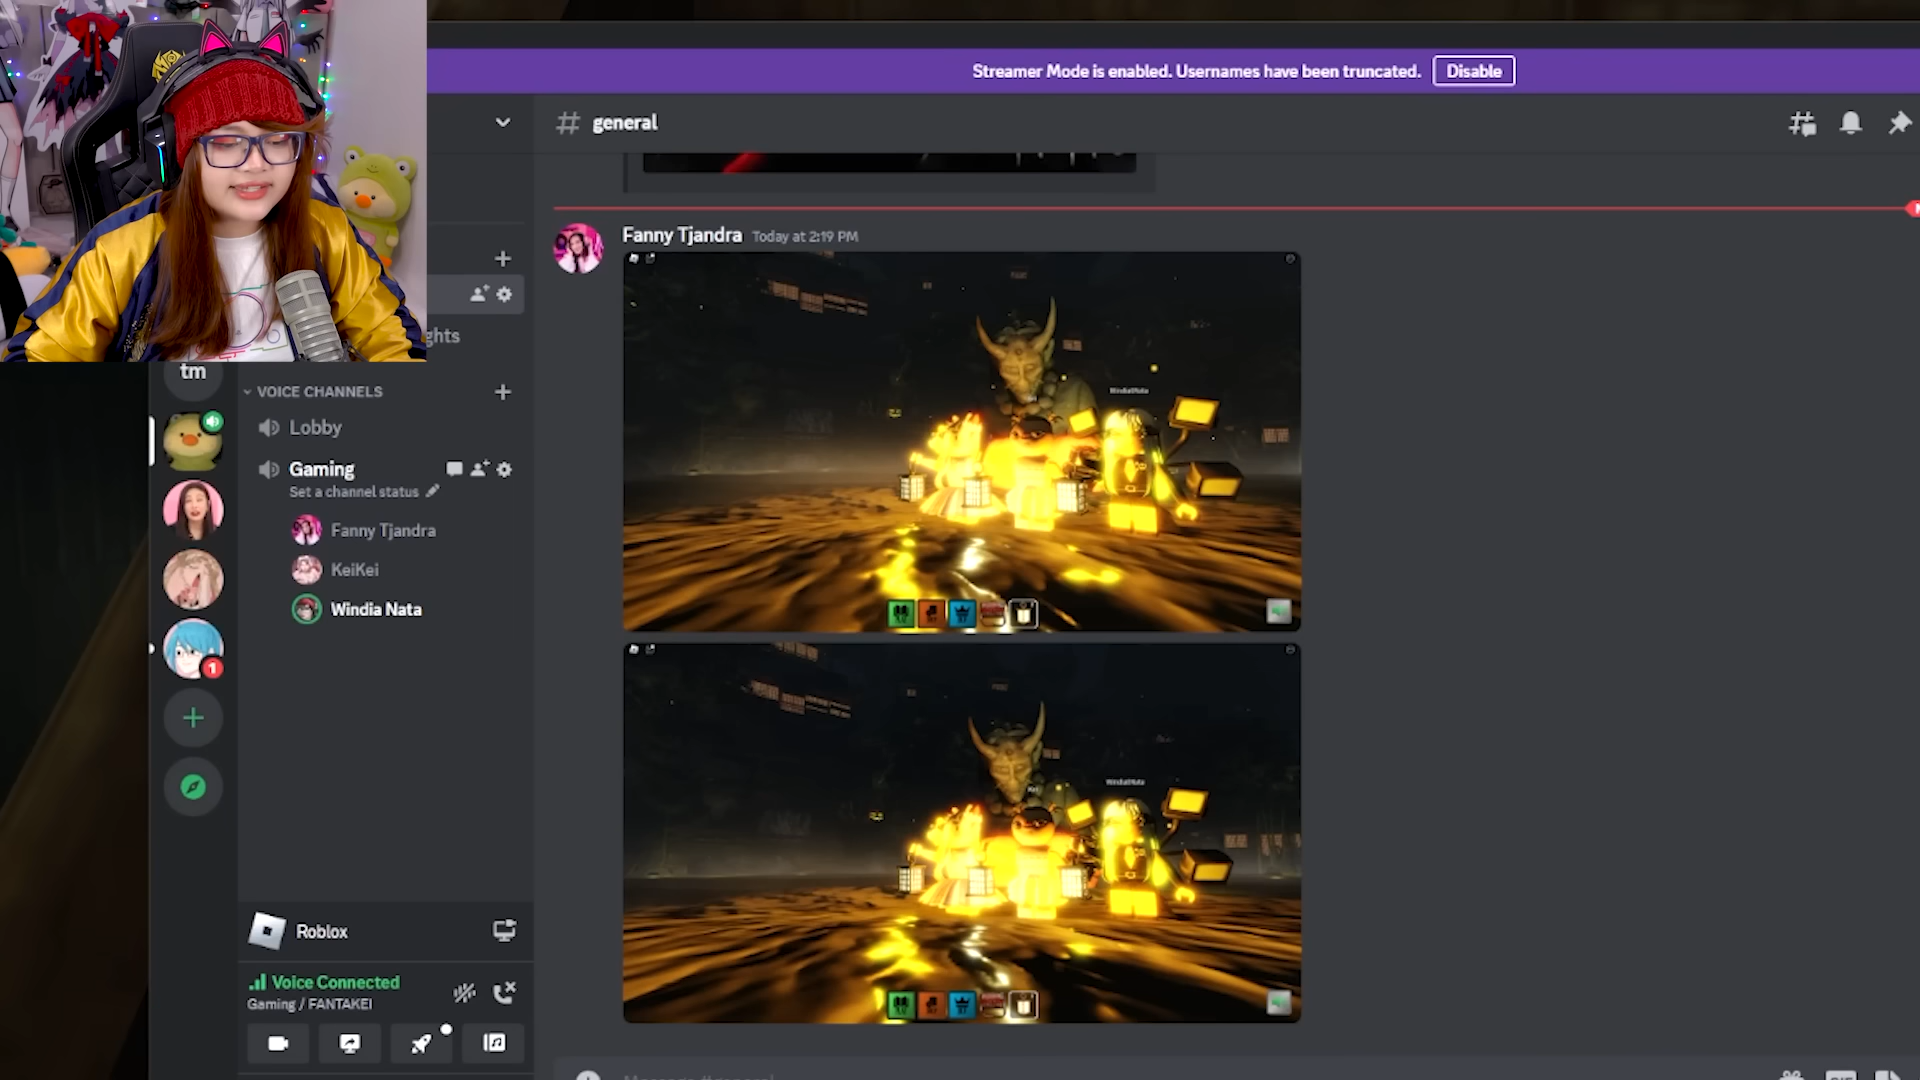 Streamer Mode is enabled. Usernames have been truncated. Disable
general
Fanny Tjandra Today at 2:19 PM
ghts
tm
VOICE CHANNELS
Lobby
Gaming
Set a channel status
Fanny Tjandra
KeiKei
Windia Nata
1
Roblox
Voice Connected
Gaming / FANTAKEI